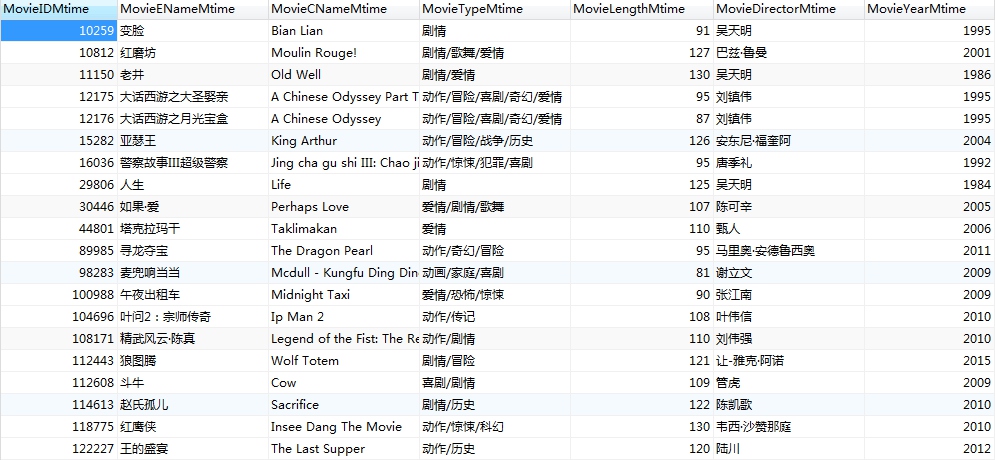 MovieIDMtime MovieENameMtime MovieCNameMtime MovieTypeMtime MovieLengthMtime MovieDirectorMtime MovieYearMtime
10259 变脸 Bian Lian 剧情 91 吴天明 1995
10812 红磨坊 Moulin Rouge! 剧情/歌舞/爱情 127 巴兹·鲁曼 2001
11150 老井 Old Well 剧情/爱情 130 吴天明 1986
12175 大话西游之大圣娶亲 A Chinese Odyssey Part T 动作/冒险/喜剧/奇幻/爱情 95 刘镇伟 1995
12176 大话西游之月光宝盒 A Chinese Odyssey 动作/冒险/喜剧/奇幻/爱情 87 刘镇伟 1995
15282 亚瑟王 King Arthur 动作/冒险/战争/历史 126 安东尼·福奎阿 2004
16036 警察故事III超级警察 Jing cha gu shi III: Chao ji 动作/惊悚/犯罪/喜剧 95 唐季礼 1992
29806 人生 Life 剧情 125 吴天明 1984
30446 如果·爱 Perhaps Love 爱情/剧情/歌舞 107 陈可辛 2005
44801 塔克拉玛干 Taklimakan 爱情 110 甄人 2006
89985 寻龙夺宝 The Dragon Pearl 动作/奇幻/冒险 95 马里奥·安德鲁西奥 2011
98283 麦兜响当当 Mcdull - Kungfu Ding Din 动画/家庭/喜剧 81 谢立文 2009
100988 午夜出租车 Midnight Taxi 爱情/恐怖/惊悚 90 张江南 2009
104696 叶问2：宗师传奇 Ip Man 2 动作/传记 108 叶伟信 2010
108171 精武风云·陈真 Legend of the Fist: The Re 动作/剧情 110 刘伟强 2010
112443 狼图腾 Wolf Totem 剧情/冒险 121 让-雅克·阿诺 2015
112608 斗牛 Cow 喜剧/剧情 109 管虎 2009
114613 赵氏孤儿 Sacrifice 剧情/历史 122 陈凯歌 2010
118775 红鹰侠 Insee Dang The Movie 动作/惊悚/科幻 130 韦西·沙赞那庭 2010
122227 王的盛宴 The Last Supper 动作/历史 120 陆川 2012